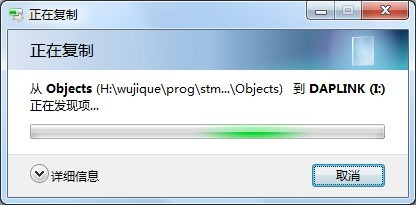 正在复制
正在复制
从 Objects (H:\wujique\prog\stm...\Objects) 到 DAPLINK (I:)
正在发现项...
详细信息
取消